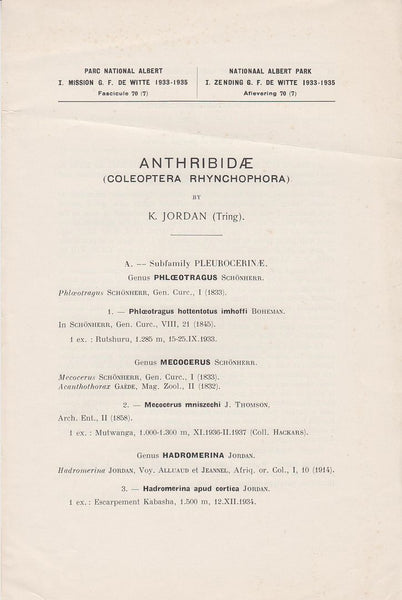 PARC NATIONAL ALBERT
I. MISSION G. F. DE WITTE 1933-1935
Fascicule 70 (7)
NATIONAAL ALBERT PARK
I. ZENDING G. F. DE WITTE 1933-1935
Aflevering 70 (7)
ANTHRIBIDÆ
(COLEOPTERA RHYNCHOPHORA)
BY
K. JORDAN (Tring).
A. — Subfamily PLEUROCERINÆ.
Genus PHLŒOTRAGUS SCHÖNHERR.
Phlœotragus SCHÖNHERR, Gen. Curc., I (1833).
1. — Phlœotragus hottentotus imhoffi BOHEMAN.
In SCHÖNHERR, Gen. Curc., VIII, 21 (1845).
1 ex. : Rutshuru, 1.285 m, 15-25.IX.1933.
Genus MECOCERUS SCHÖNHERR.
Mecocerus SCHÖNHERR, Gen. Curc., I (1833).
Acanthothorax GAËDE, Mag. Zool., II (1832).
2. — Mecocerus mniszechi J. THOMSON,
Arch. Ent., II (1858).
1 ex. : Mutwanga, 1.000-1.300 m, XI.1936-II.1937 (Coll. HACKARS).
Genus HADROMERINA JORDAN.
Hadromerina JORDAN, Voy. ALLUAUD et JEANNEL, Afriq. or. Col., I, 10 (1914).
3. — Hadromerina apud cortica JORDAN.
1 ex. : Escarpement Kabasha, 1.500 m, 12.XII.1934.